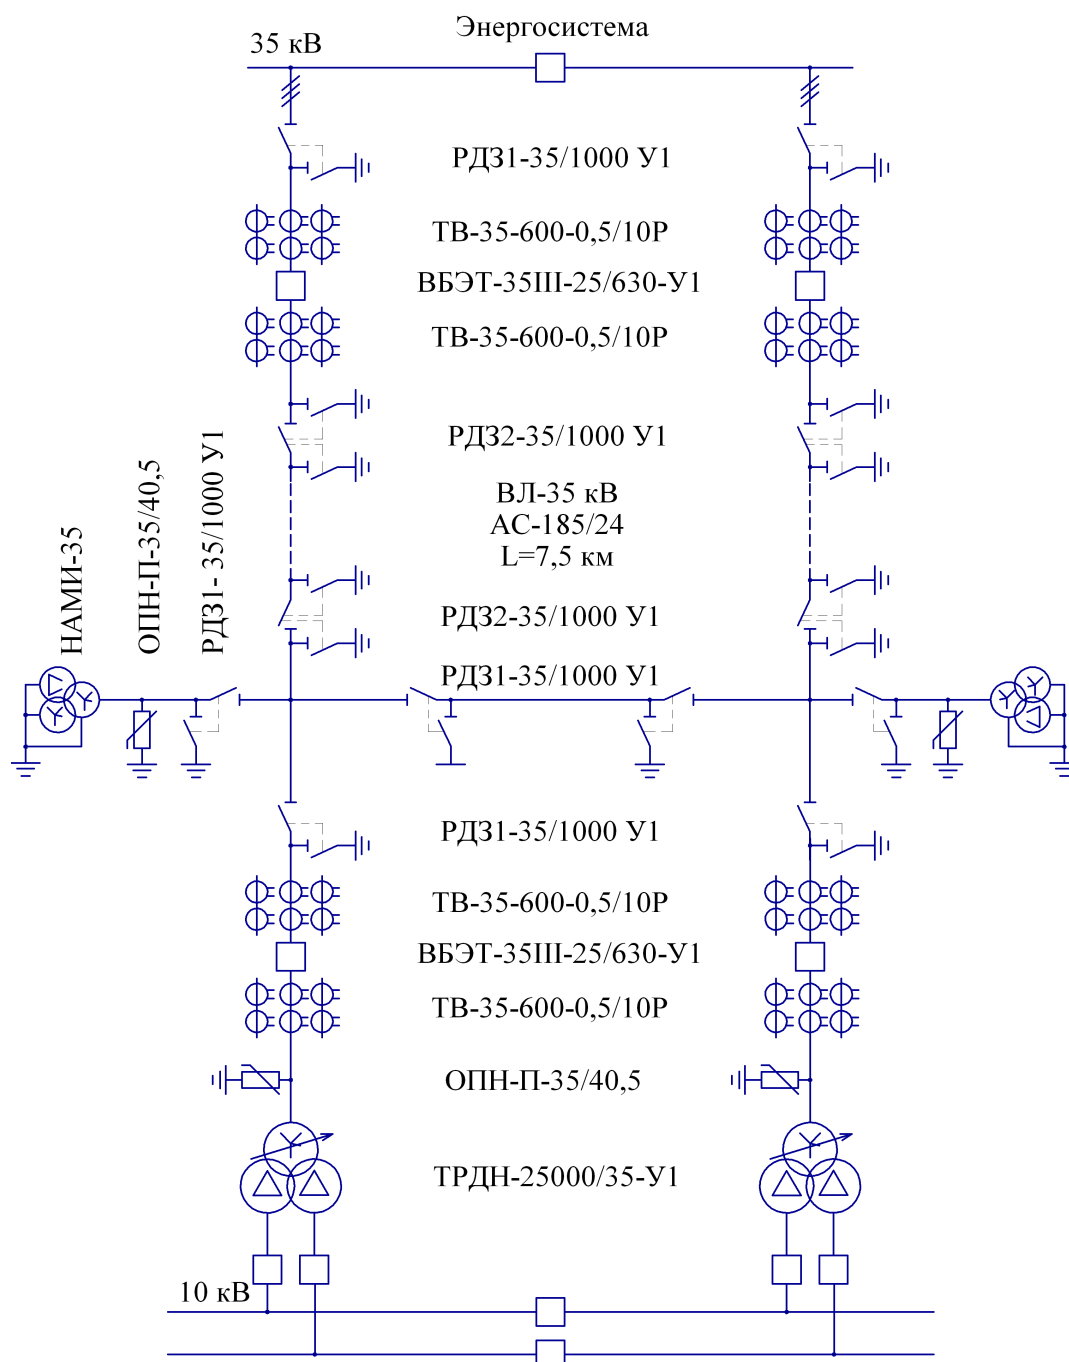 Энергосистема
35 кВ
РДЗ1-35/1000 У1
ТВ-35-600-0,5/10Р
ВБЭТ-35III-25/630-У1
ТВ-35-600-0,5/10Р
РДЗ2-35/1000 У1
ВЛ-35 кВ
АС-185/24
L=7,5 км
НАМИ-35
ОПН-П-35/40,5
РДЗ1- 35/1000 У1
РДЗ2-35/1000 У1
РДЗ1-35/1000 У1
РДЗ1-35/1000 У1
ТВ-35-600-0,5/10Р
ВБЭТ-35III-25/630-У1
ТВ-35-600-0,5/10Р
ОПН-П-35/40,5
ТРДН-25000/35-У1
10 кВ